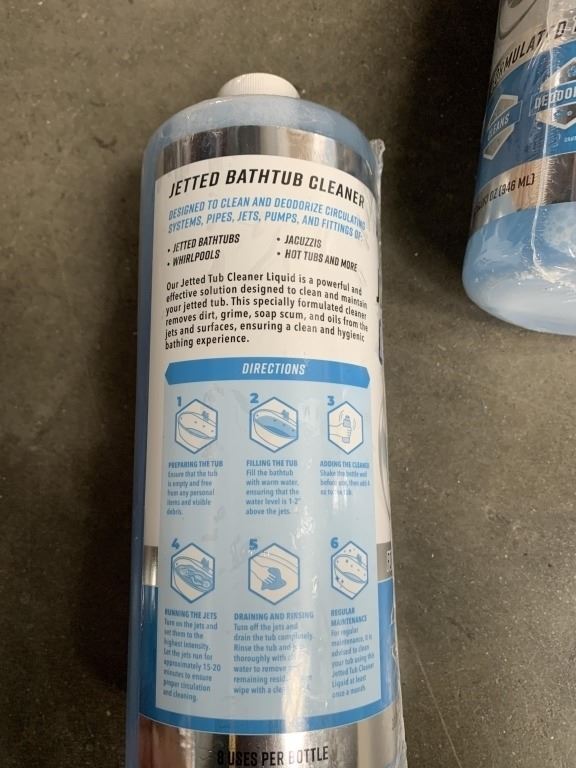 JETTED BATHTUB CLEANER
DESIGNED TO CLEAN AND DEODORIZE CIRCULATING
SYSTEMS, PIPES, JETS, PUMPS, AND FITTINGS OF:
• JETTED BATHTUBS
• WHIRLPOOLS
• JACUZZIS
• HOT TUBS AND MORE
Our Jetted Tub Cleaner Liquid is a powerful and
effective solution designed to clean and maintain
your jetted tub. This specially formulated cleaner
removes dirt, grime, soap scum, and oils from the
jets and surfaces, ensuring a clean and hygienic
bathing experience.
DIRECTIONS
1
PREPARING THE TUB
Ensure that the tub
is empty and free
from any personal
items and visible
debris.
2
FILLING THE TUB
Fill the bathtub
with warm water,
ensuring that the
water level is 1-2"
above the jets.
3
ADDING THE CLEANER
Shake the bottle well
before use, then add 4
oz to the tub.
4
RUNNING THE JETS
Turn on the jets and
set them to the
highest intensity.
Let the jets run for
approximately 15-20
minutes to ensure
proper circulation
and cleaning.
5
DRAINING AND RINSING
Turn off the jets and
drain the tub completely.
Rinse the tub and
thoroughly with
water to remove
remaining
wipe with a
6
REGULAR
MAINTENANCE
For regular
maintenance, it is
advised to clean
your tub using this
Jetted Tub Cleaner
Liquid at least
once a month.
8 USES PER BOTTLE
DEODOR
CLEANS
OZ (946 ML)